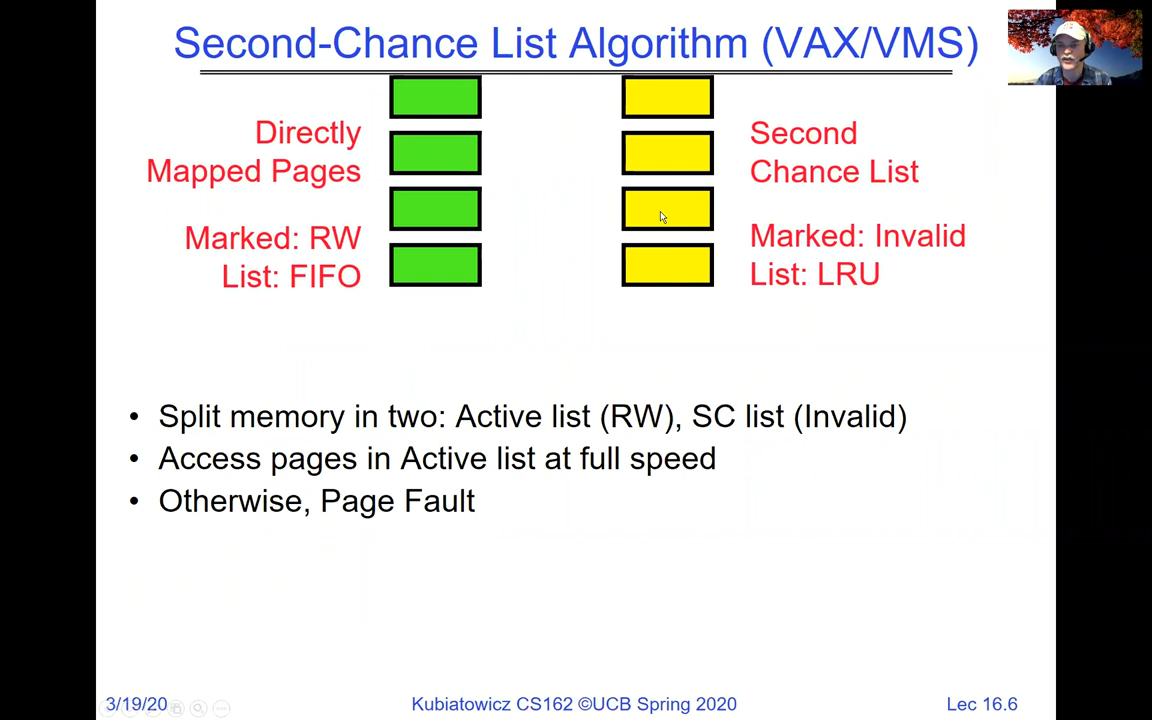 Second-Chance List Algorithm (VAX/VMS)
Directly
Mapped Pages
Marked: RW
List: FIFO
Second
Chance List
Marked: Invalid
List: LRU
• Split memory in two: Active list (RW), SC list (Invalid)
• Access pages in Active list at full speed
• Otherwise, Page Fault
3/19/20
Kubiatowicz CS162 ©UCB Spring 2020
Lec 16.6